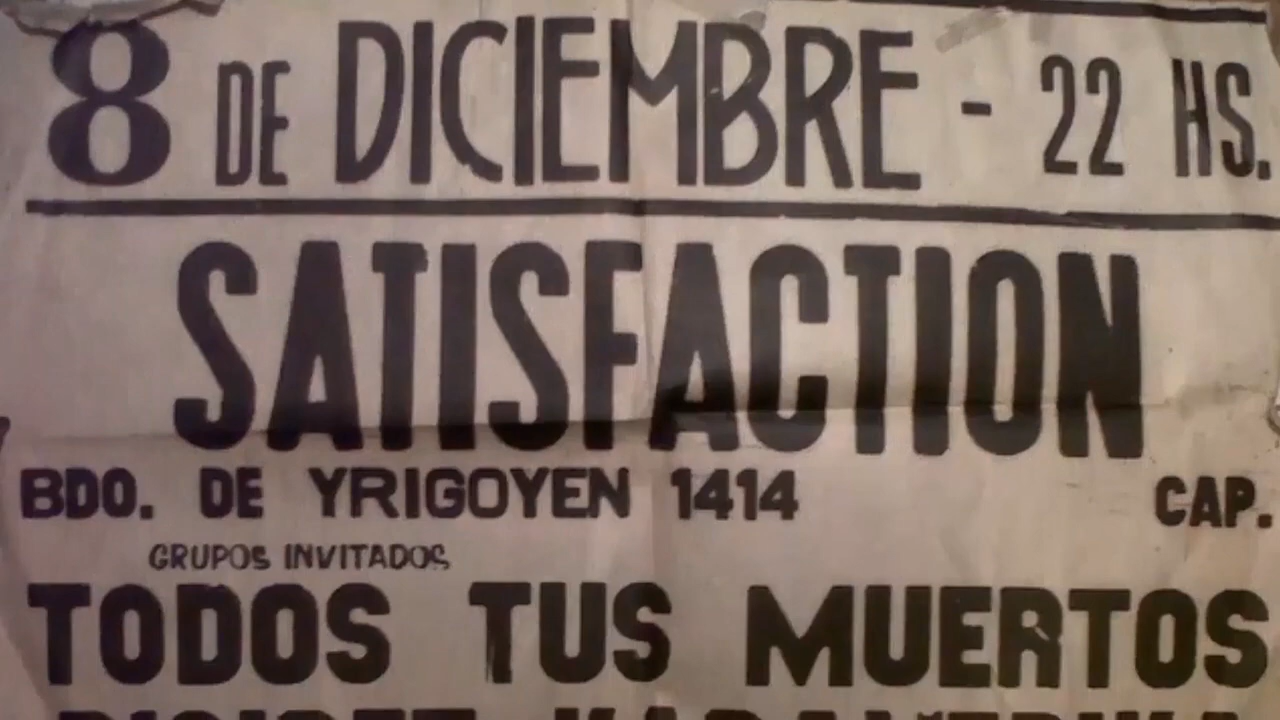 8 DE DICIEMBRE - 22 HS.
SATISFACTION
BDO. DE YRIGOYEN 1414 CAP.
GRUPOS INVITADOS
TODOS TUS MUERTOS